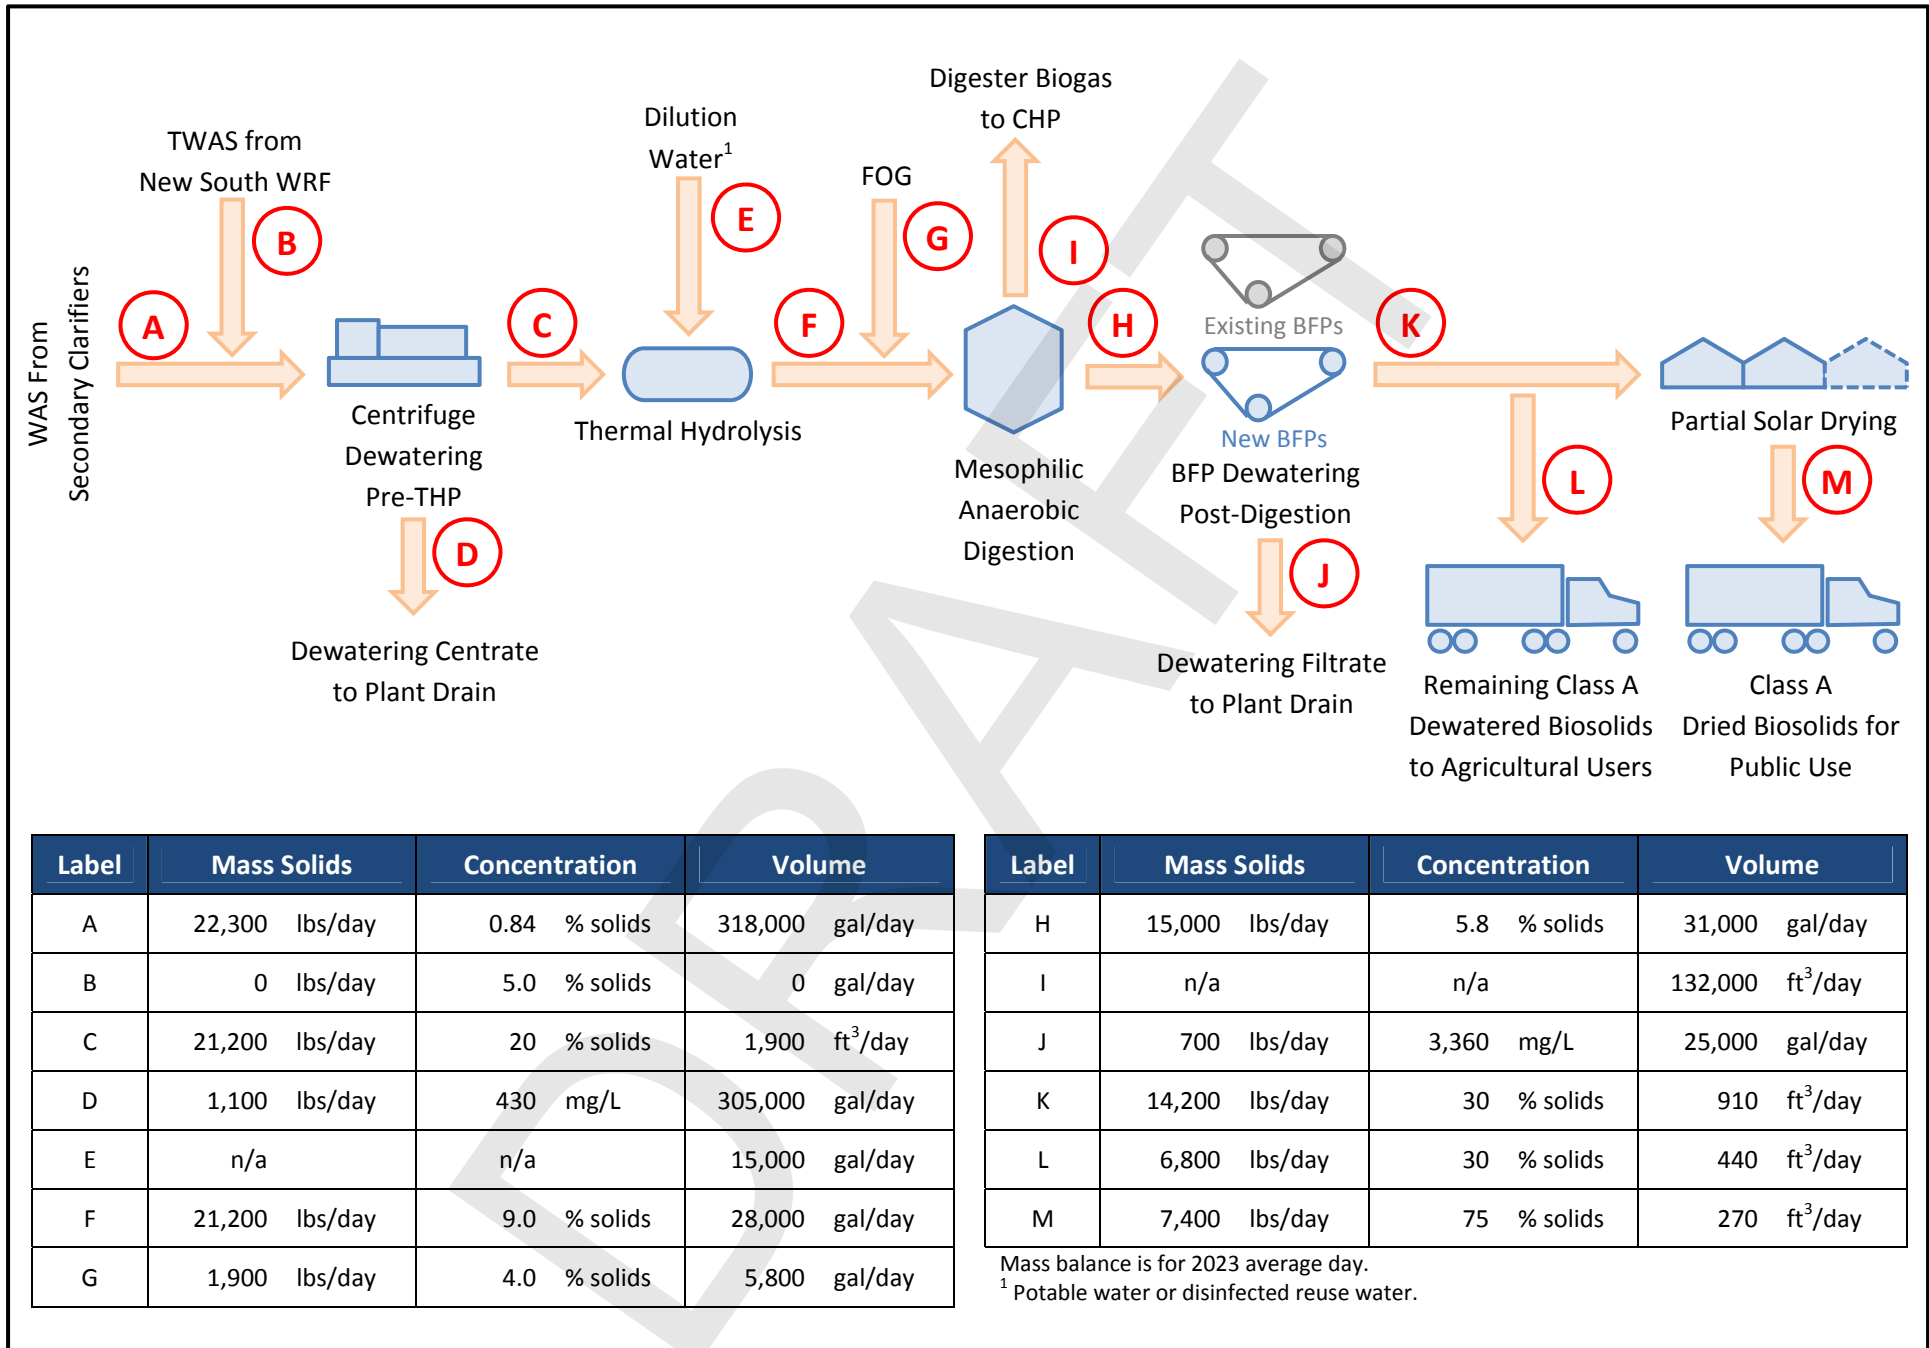 Digester Biogas
to CHP
Dilution
Water1
TWAS from
New South WRF
FOG
B
E
G
I
WAS From
Secondary Clarifiers
A
C
F
H
Existing BFPs
K
New BFPs
Centrifuge
Dewatering
Pre-THP
Thermal Hydrolysis
Mesophilic
Anaerobic
Digestion
BFP Dewatering
Post-Digestion
Partial Solar Drying
L
M
D
J
Dewatering Centrate
to Plant Drain
Dewatering Filtrate
to Plant Drain
Remaining Class A
Dewatered Biosolids
to Agricultural Users
Class A
Dried Biosolids for
Public Use
DRAFT
Label Mass Solids Concentration Volume
A 22,300 lbs/day 0.84 % solids 318,000 gal/day
B 0 lbs/day 5.0 % solids 0 gal/day
C 21,200 lbs/day 20 % solids 1,900 ft3/day
D 1,100 lbs/day 430 mg/L 305,000 gal/day
E n/a n/a 15,000 gal/day
F 21,200 lbs/day 9.0 % solids 28,000 gal/day
G 1,900 lbs/day 4.0 % solids 5,800 gal/day
Label Mass Solids Concentration Volume
H 15,000 lbs/day 5.8 % solids 31,000 gal/day
I n/a n/a 132,000 ft3/day
J 700 lbs/day 3,360 mg/L 25,000 gal/day
K 14,200 lbs/day 30 % solids 910 ft3/day
L 6,800 lbs/day 30 % solids 440 ft3/day
M 7,400 lbs/day 75 % solids 270 ft3/day
Mass balance is for 2023 average day.
1 Potable water or disinfected reuse water.